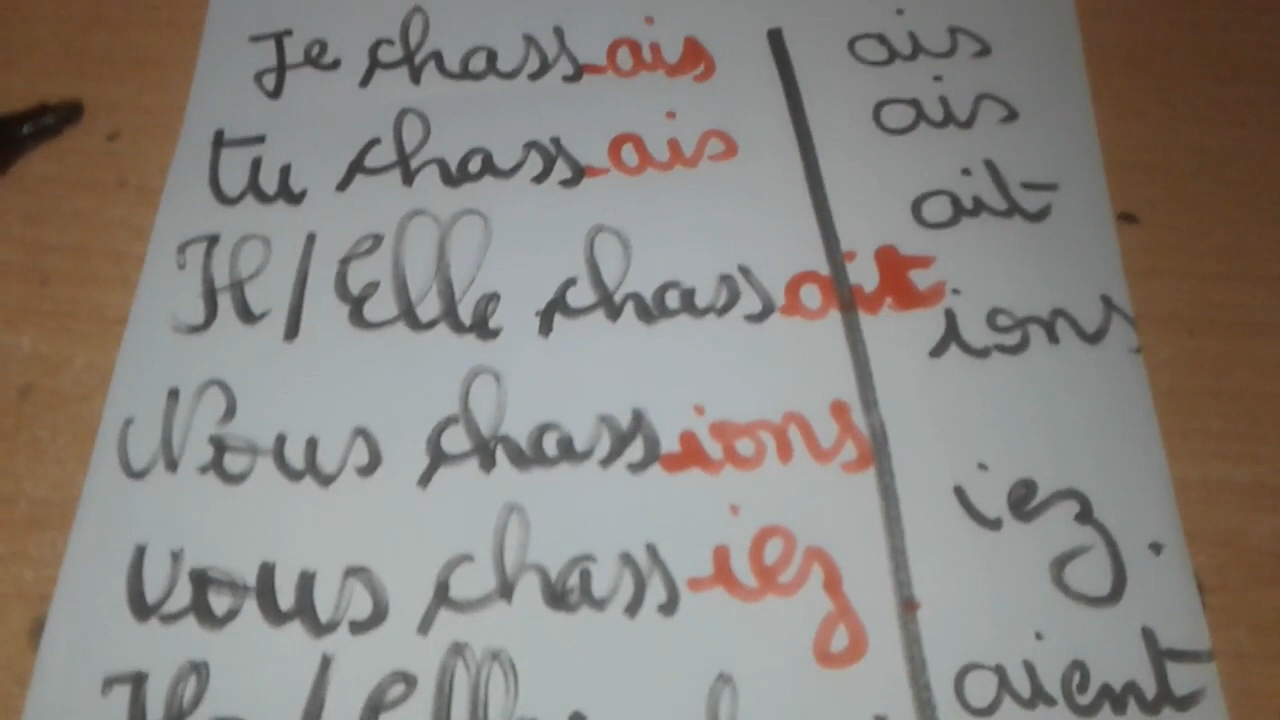 Je chassais ais
tu chassais ais
Il/Elle chassait ait
Nous chassions ions
vous chassiez iez.
aient